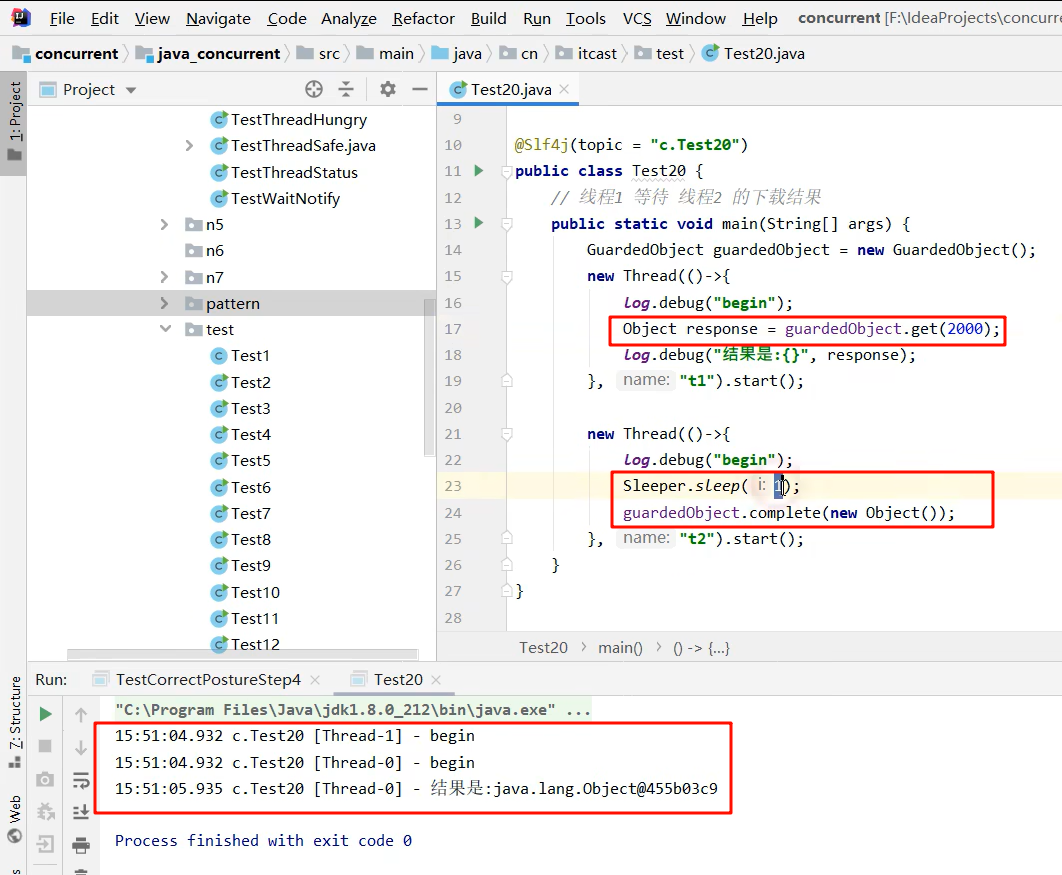 File Edit View Navigate Code Analyze Refactor Build Run Tools VCS Window Help concurrent [F:\IdeaProjects\concurre
concurrent java_concurrent src main java cn itcast test Test20.java
1: Project
Project
Test20.java
TestThreadHungry
TestThreadSafe.java
TestThreadStatus
TestWaitNotify
n5
n6
n7
pattern
test
Test1
Test2
Test3
Test4
Test5
Test6
Test7
Test8
Test9
Test10
Test11
Test12
9
10 @Slf4j(topic = "c.Test20")
11 public class Test20 {
12 // 线程1 等待 线程2 的下载结果
13 public static void main(String[] args) {
14 GuardedObject guardedObject = new GuardedObject();
15 new Thread(()->{
16 log.debug("begin");
17 Object response = guardedObject.get(2000);
18 log.debug("结果是:{}", response);
19 }, name: "t1").start();
20
21 new Thread(()->{
22 log.debug("begin");
23 Sleeper.sleep( i: 1);
24 guardedObject.complete(new Object());
25 }, name: "t2").start();
26 }
27 }
28
Test20 main() () -> {...}
Run: TestCorrectPostureStep4 Test20
7: Structure
Web
"C:\Program Files\Java\jdk1.8.0_212\bin\java.exe" ...
15:51:04.932 c.Test20 [Thread-1] - begin
15:51:04.932 c.Test20 [Thread-0] - begin
15:51:05.935 c.Test20 [Thread-0] - 结果是:java.lang.Object@455b03c9
Process finished with exit code 0